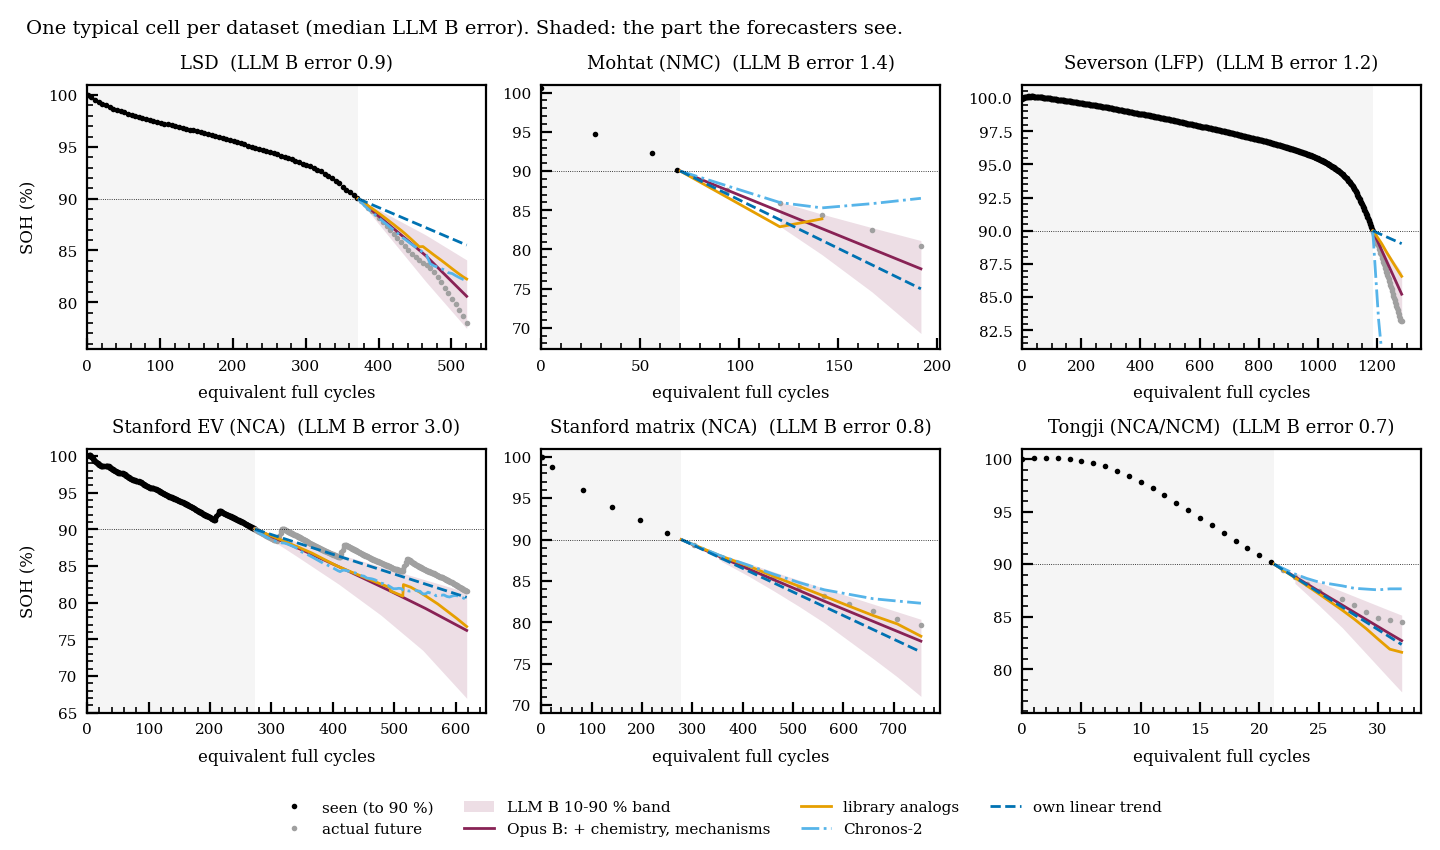 One typical cell per dataset (median LLM B error). Shaded: the part the forecasters see.
LSD (LLM B error 0.9)
Mohtat (NMC) (LLM B error 1.4)
Severson (LFP) (LLM B error 1.2)
SOH (%)
100
95
90
85
80
0 100 200 300 400 500
equivalent full cycles
100
95
90
85
80
75
70
0 50 100 150 200
equivalent full cycles
100.0
97.5
95.0
92.5
90.0
87.5
85.0
82.5
0 200 400 600 800 1000 1200
equivalent full cycles
Stanford EV (NCA) (LLM B error 3.0)
Stanford matrix (NCA) (LLM B error 0.8)
Tongji (NCA/NCM) (LLM B error 0.7)
SOH (%)
100
95
90
85
80
75
70
65
0 100 200 300 400 500 600
equivalent full cycles
100
95
90
85
80
75
70
0 100 200 300 400 500 600 700
equivalent full cycles
100
95
90
85
80
0 5 10 15 20 25 30
equivalent full cycles
seen (to 90 %)
actual future
LLM B 10-90 % band
Opus B: + chemistry, mechanisms
library analogs
Chronos-2
own linear trend